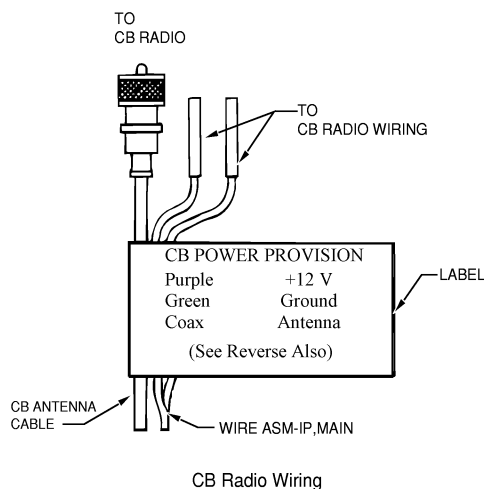 TO
CB RADIO
TO
CB RADIO WIRING
CB POWER PROVISION
Purple +12 V
Green Ground
Coax Antenna
(See Reverse Also)
LABEL
CB ANTENNA
CABLE
WIRE ASM-IP,MAIN
CB Radio Wiring